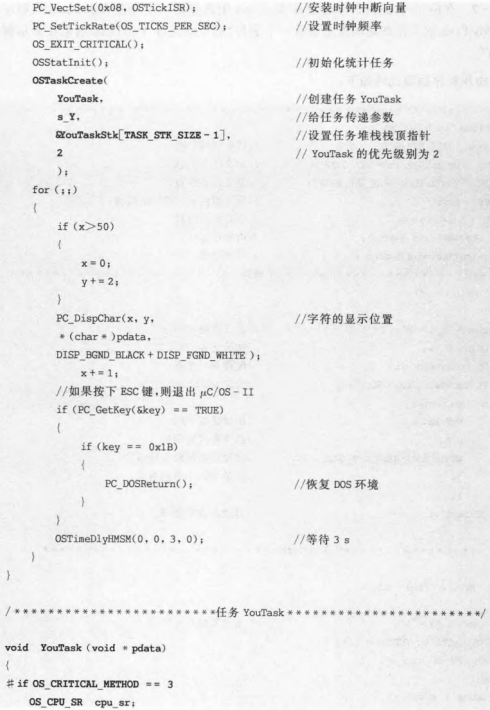 PC_VectSet(0x08, OSTickISR); //安装时钟中断向量
PC_SetTickRate(OS_TICKS_PER_SEC); //设置时钟频率
OS_EXIT_CRITICAL();
OSStatInit(); //初始化统计任务
OSTaskCreate(
YouTask, //创建任务 YouTask
s_Y, //给任务传递参数
&YouTaskStk[TASK_STK_SIZE-1], //设置任务堆栈栈顶指针
2 // YouTask 的优先级别为 2
);
for (;;)
{
if (x>50)
{
x = 0;
y += 2;
}
PC_DispChar(x, y, //字符的显示位置
* (char * )pdata,
DISP_BGND_BLACK + DISP_FGND_WHITE );
x += 1;
//如果按下 ESC 键,则退出 μC/OS-II
if (PC_GetKey(&key) == TRUE)
{
if (key == 0x1B)
{
PC_DOSReturn(); //恢复 DOS 环境
}
}
OSTimeDlyHMSM(0, 0, 3, 0); //等待 3 s
}
}
/************************任务 YouTask***********************/
void YouTask (void * pdata)
{
# if OS_CRITICAL_METHOD == 3
OS_CPU_SR cpu_sr;